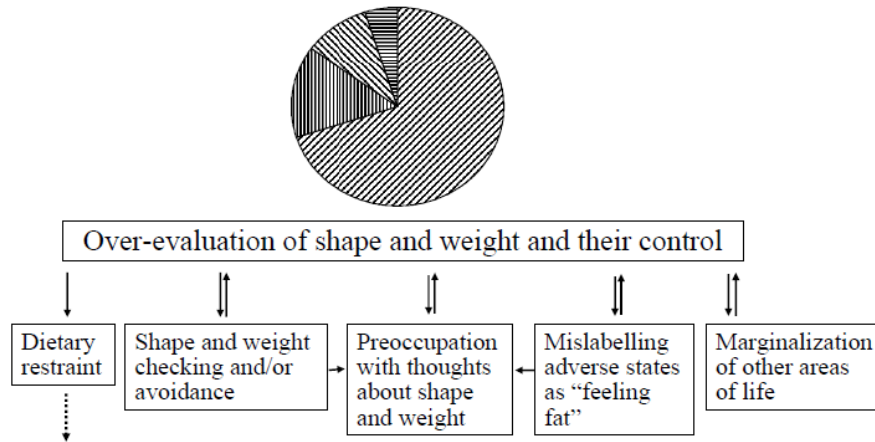 Over-evaluation of shape and weight and their control
Dietary
restraint
Shape and weight
checking and/or
avoidance
Preoccupation
with thoughts
about shape
and weight
Mislabelling
adverse states
as “feeling
fat”
Marginalization
of other areas
of life